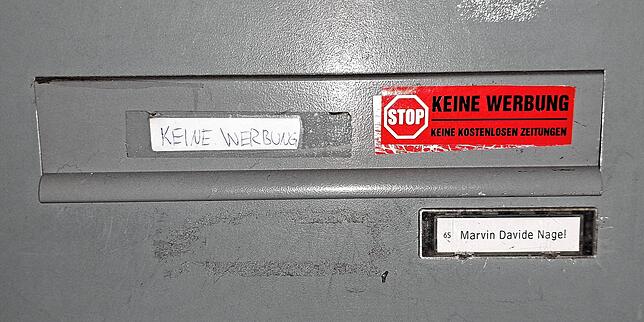 KEINE WERBUNG
STOP
KEINE WERBUNG
KEINE KOSTENLOSEN ZEITUNGEN
65 Marvin Davide Nagel